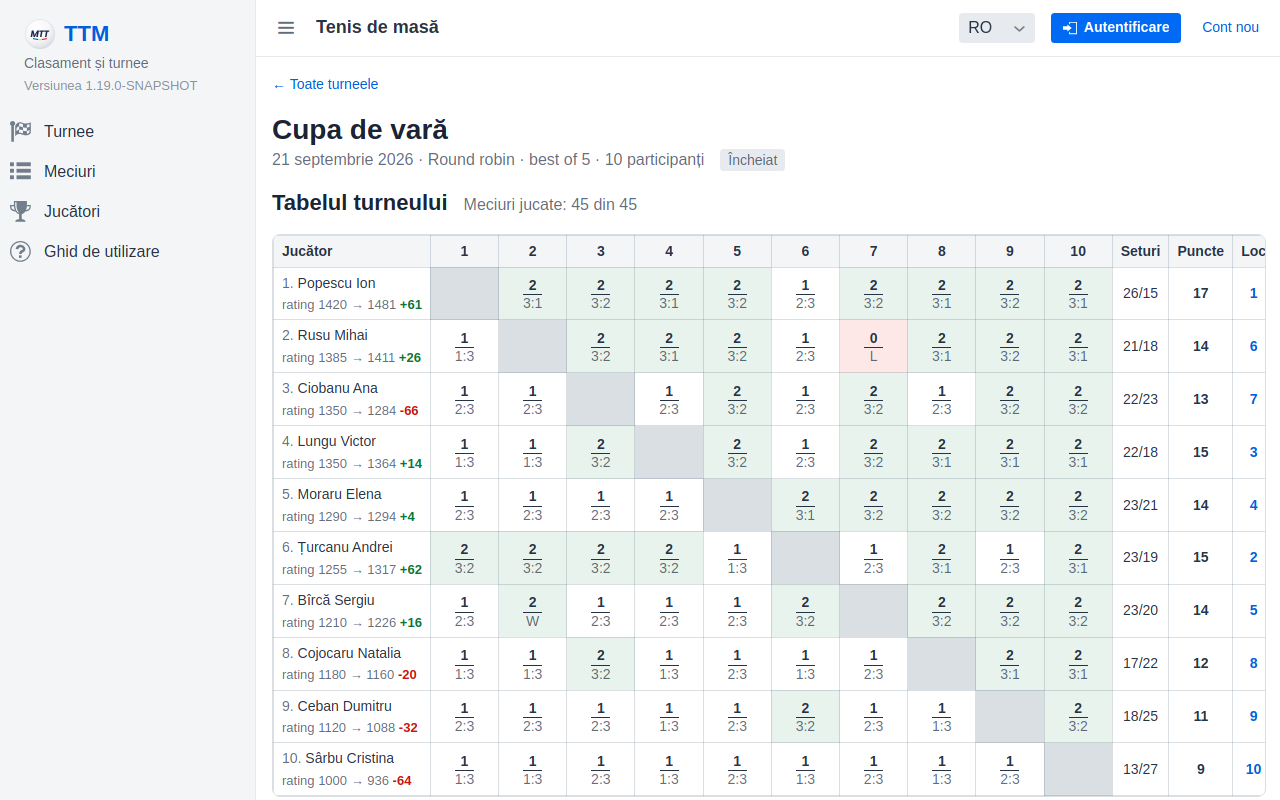 MTT TTM
Clasament și turnee
Versiunea 1.19.0-SNAPSHOT
Turnee
Meciuri
Jucători
Ghid de utilizare
Tenis de masă
RO
Autentificare
Cont nou
← Toate turneele
Cupa de vară
21 septembrie 2026 · Round robin · best of 5 · 10 participanți Încheiat
Tabelul turneului Meciuri jucate: 45 din 45
Jucător 1 2 3 4 5 6 7 8 9 10 Seturi Puncte Loc
1. Popescu Ion 2 2 2 2 1 2 2 2 2 26/15 17 1
rating 1420 → 1481 +61 3:1 3:2 3:1 3:2 2:3 3:2 3:1 3:2 3:1
2. Rusu Mihai 1 2 2 2 1 0 2 2 2 21/18 14 6
rating 1385 → 1411 +26 1:3 3:2 3:1 3:2 2:3 L 3:1 3:2 3:1
3. Ciobanu Ana 1 1 1 2 1 2 1 2 2 22/23 13 7
rating 1350 → 1284 -66 2:3 2:3 2:3 3:2 2:3 3:2 2:3 3:2 3:2
4. Lungu Victor 1 1 2 2 1 2 2 2 2 22/18 15 3
rating 1350 → 1364 +14 1:3 1:3 3:2 3:2 2:3 3:2 3:1 3:1 3:1
5. Moraru Elena 1 1 1 1 2 2 2 2 2 23/21 14 4
rating 1290 → 1294 +4 2:3 2:3 2:3 2:3 3:1 3:2 3:2 3:2 3:2
6. Țurcanu Andrei 2 2 2 2 1 1 2 1 2 23/19 15 2
rating 1255 → 1317 +62 3:2 3:2 3:2 3:2 1:3 2:3 3:1 2:3 3:1
7. Bîrcă Sergiu 1 2 1 1 1 2 2 2 2 23/20 14 5
rating 1210 → 1226 +16 2:3 W 2:3 2:3 2:3 3:2 3:2 3:2 3:2
8. Cojocaru Natalia 1 1 2 1 1 1 1 2 2 17/22 12 8
rating 1180 → 1160 -20 1:3 1:3 3:2 1:3 2:3 1:3 2:3 3:1 3:1
9. Ceban Dumitru 1 1 1 1 1 2 1 1 2 18/25 11 9
rating 1120 → 1088 -32 2:3 2:3 2:3 1:3 2:3 3:2 2:3 1:3 3:2
10. Sârbu Cristina 1 1 1 1 1 1 1 1 1 13/27 9 10
rating 1000 → 936 -64 1:3 1:3 2:3 1:3 2:3 1:3 2:3 1:3 2:3